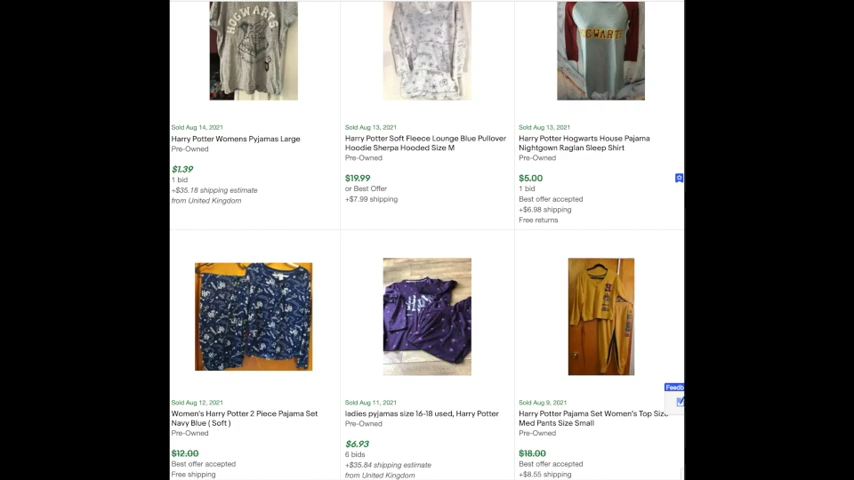 HOGWARTS
Sold Aug 14, 2021
Harry Potter Womens Pyjamas Large
Pre-Owned
$1.39
1 bid
+$35.18 shipping estimate
from United Kingdom
Sold Aug 13, 2021
Harry Potter Soft Fleece Lounge Blue Pullover
Hoodie Sherpa Hooded Size M
Pre-Owned
$19.99
or Best Offer
+$7.99 shipping
Sold Aug 13, 2021
Harry Potter Hogwarts House Pajama
Nightgown Raglan Sleep Shirt
Pre-Owned
$5.00
1 bid
Best offer accepted
+$6.98 shipping
Free returns
Sold Aug 12, 2021
Women's Harry Potter 2 Piece Pajama Set
Navy Blue ( Soft )
Pre-Owned
$12.00
Best offer accepted
Free shipping
Sold Aug 11, 2021
ladies pyjamas size 16-18 used, Harry Potter
Pre-Owned
$6.93
6 bids
+$35.84 shipping estimate
from United Kingdom
Sold Aug 9, 2021
Harry Potter Pajama Set Women's Top Size
Med Pants Size Small
Pre-Owned
$18.00
Best offer accepted
+$8.55 shipping
Feedb